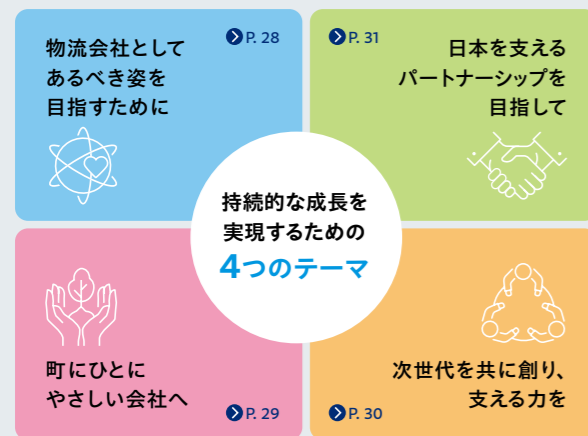 物流会社として
あるべき姿を
目指すために
P. 28
P. 31
日本を支える
パートナーシップを
目指して
持続的な成長を
実現するための
4つのテーマ
町にひとに
やさしい会社へ
P. 29
次世代を共に創り、
支える力を
P. 30